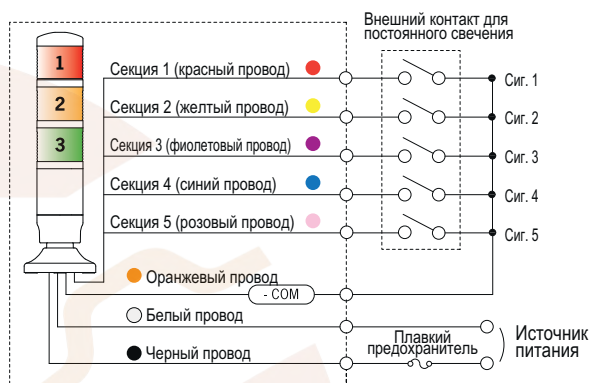 Внешний контакт для
постоянного свечения
1
Секция 1 (красный провод)
Сиг. 1
2
Секция 2 (желтый провод)
Сиг. 2
3
Секция 3 (фиолетовый провод)
Сиг. 3
Секция 4 (синий провод)
Сиг. 4
Секция 5 (розовый провод)
Сиг. 5
Оранжевый провод
- COM
Белый провод
Плавкий
предохранитель
Источник
питания
Черный провод